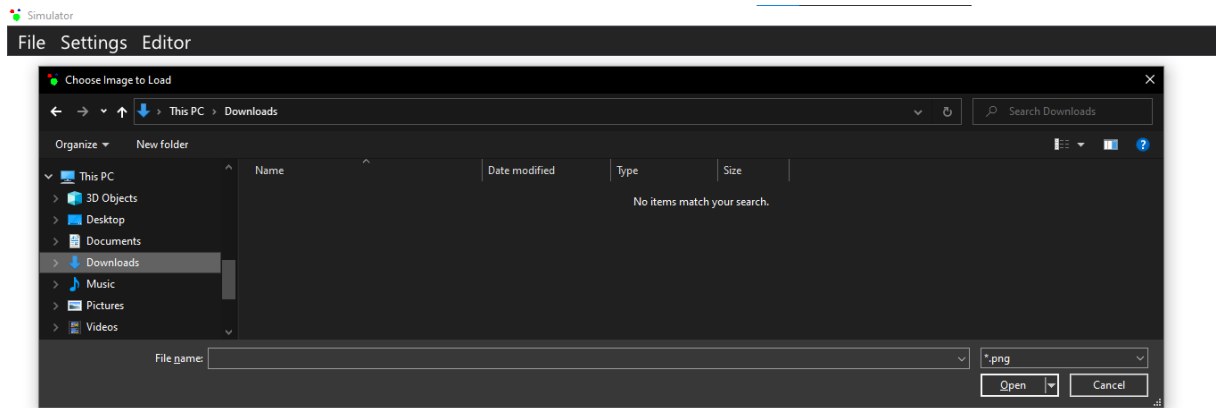 Simulator
File Settings Editor
Choose Image to Load
This PC > Downloads
Search Downloads
Organize New folder
?
Name Date modified Type Size
No items match your search.
This PC
3D Objects
Desktop
Documents
Downloads
Music
Pictures
Videos
File name: *.png
Open Cancel